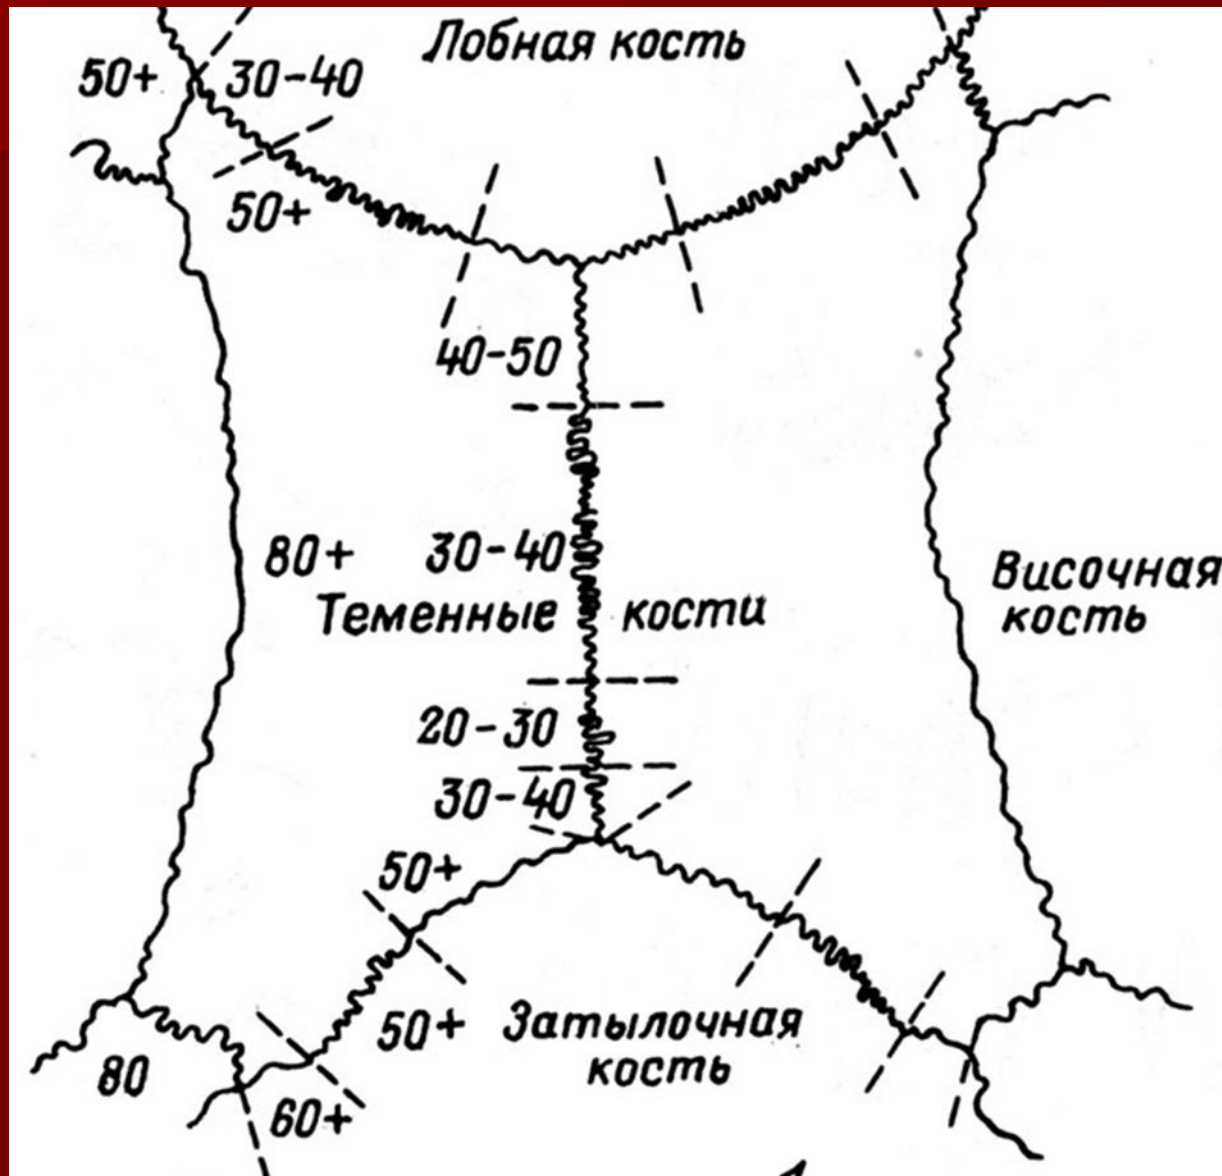 Лобная кость
50+ 30-40
50+
40-50
80+ 30-40
Теменные кости
Височная
кость
20-30
30-40
50+
50+ Затылочная
кость
80
60+